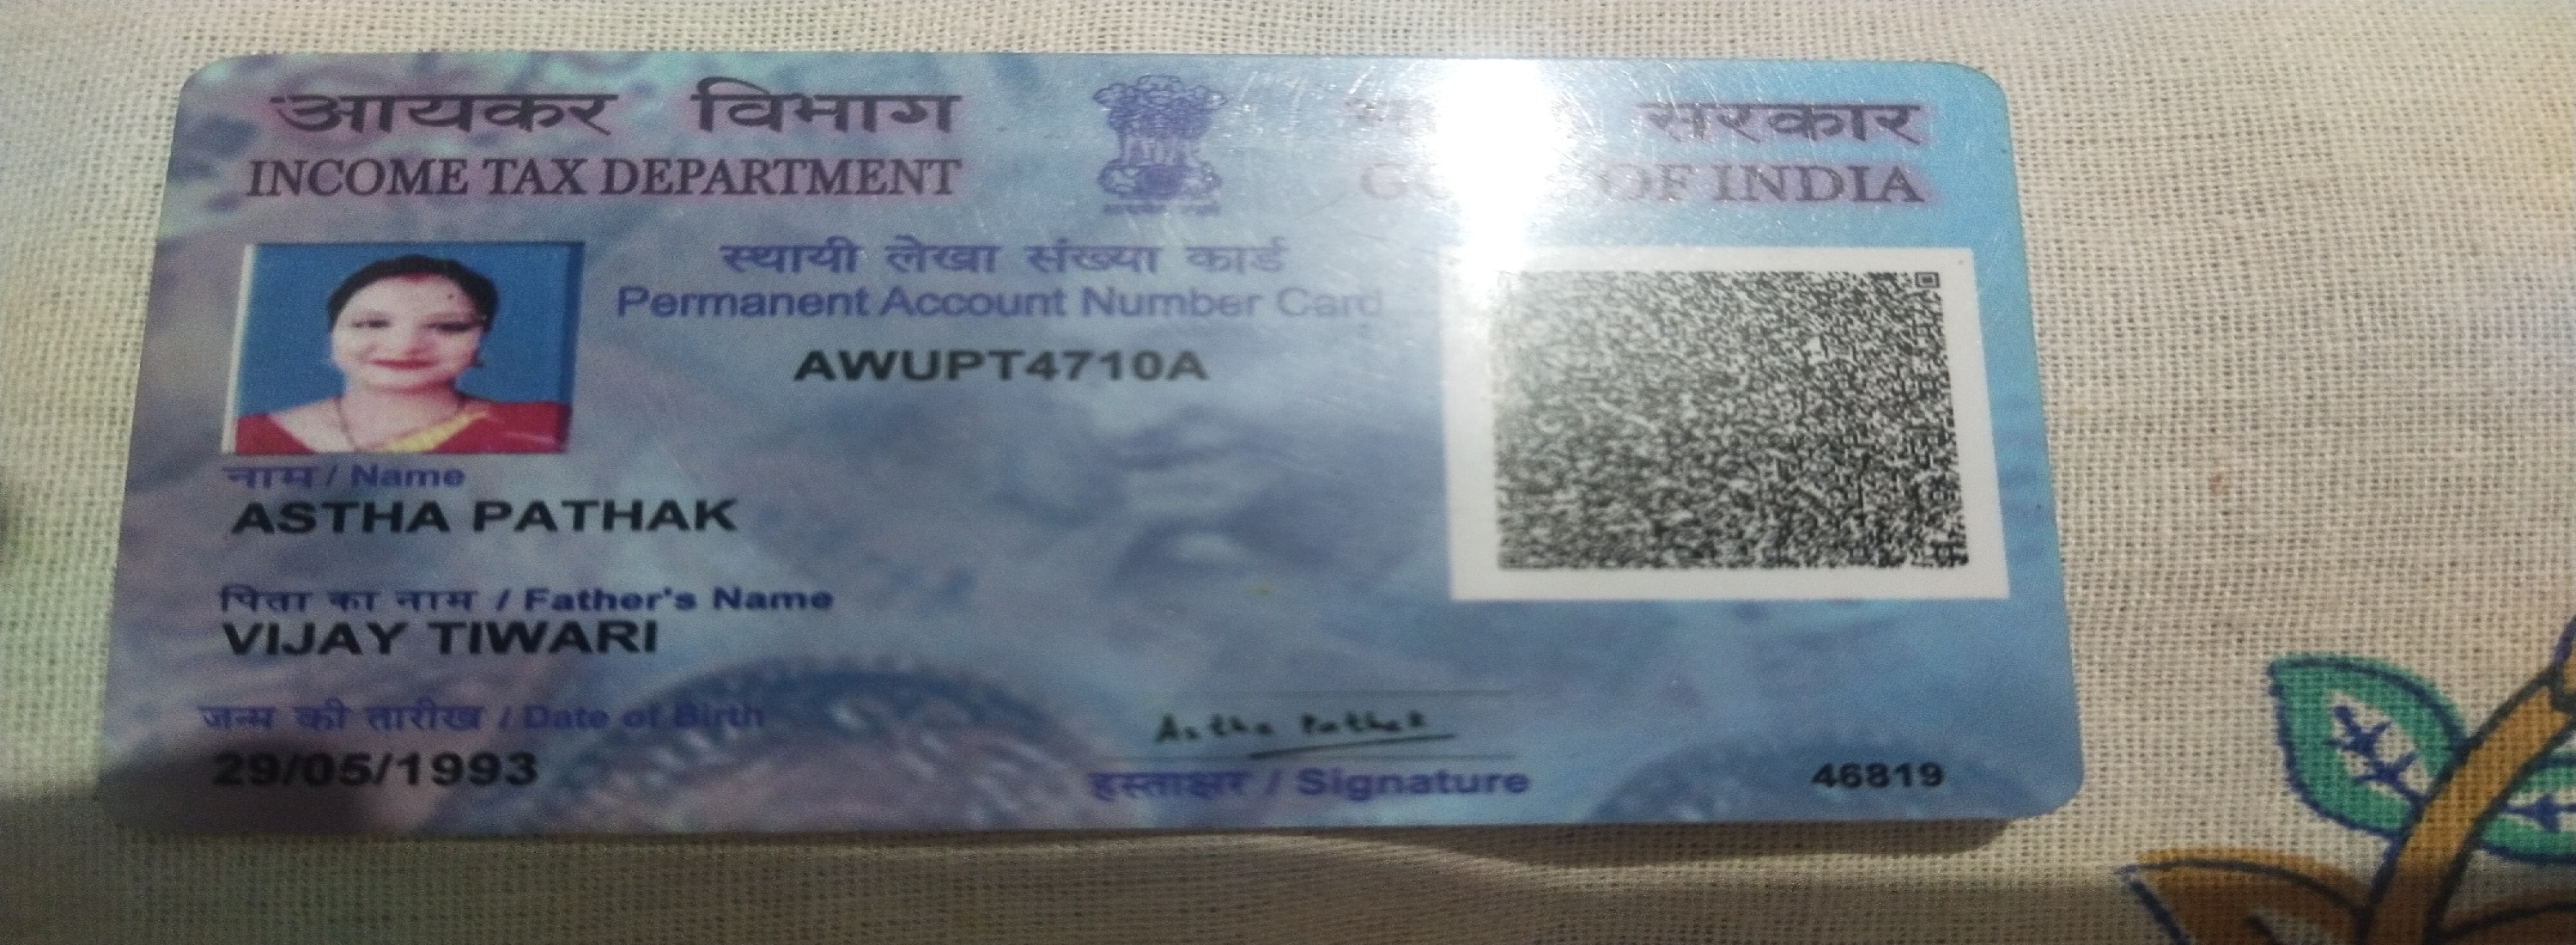 आयकर विभाग
INCOME TAX DEPARTMENT
सरकार
OF INDIA
स्थायी लेखा संख्या कार्ड
Permanent Account Number Card
AWUPT4710A
नाम / Name
ASTHA PATHAK
पिता का नाम / Father's Name
VIJAY TIWARI
जन्म की तारीख / Date of Birth
29/05/1993
Astha Pathak
हस्ताक्षर / Signature
46819